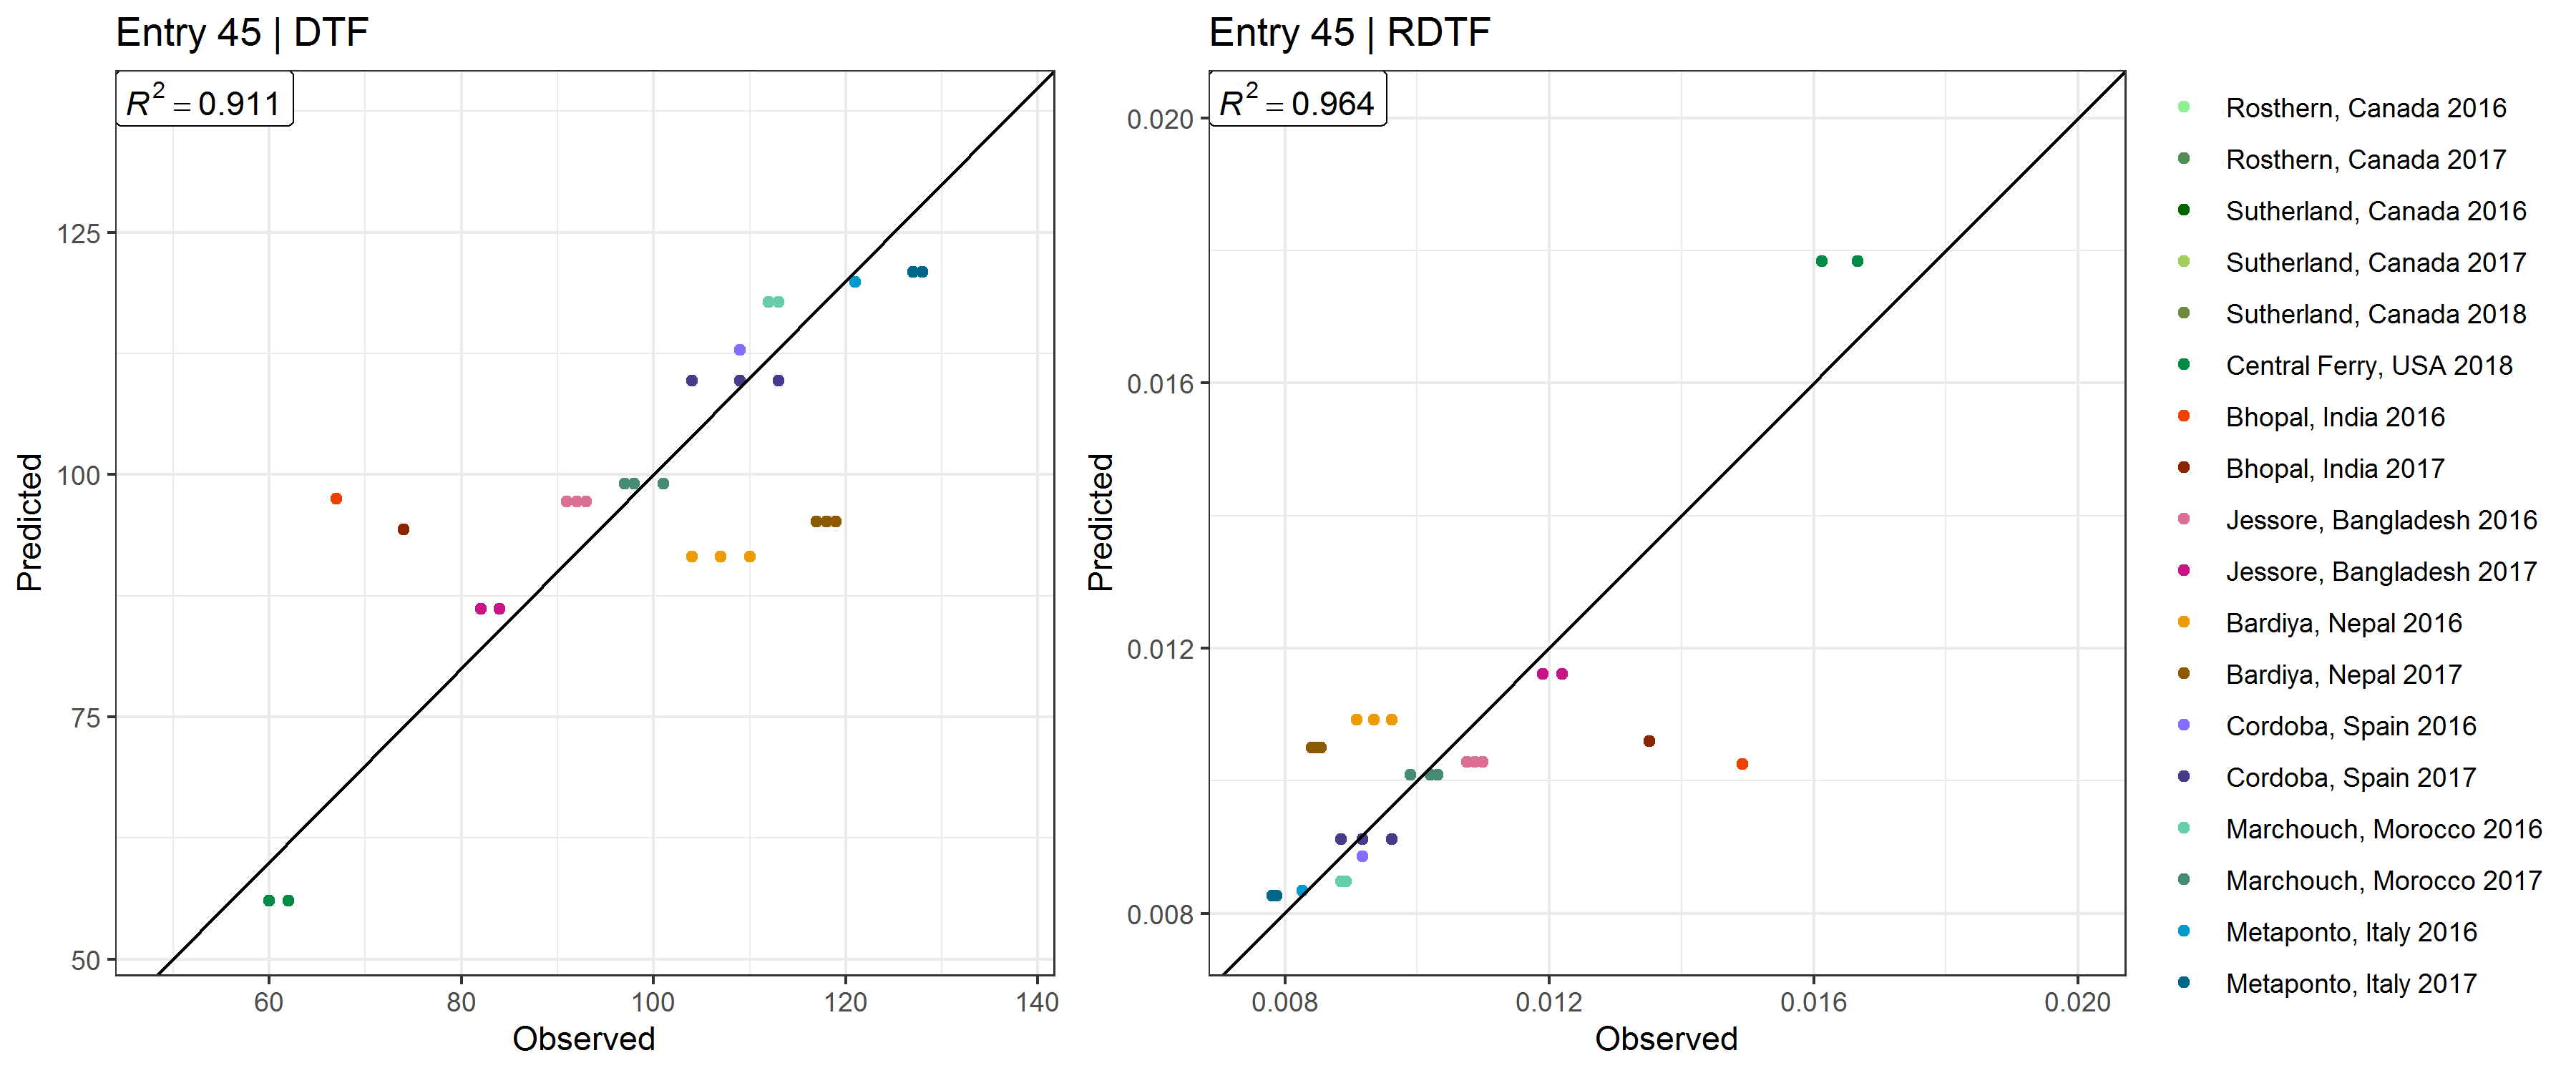 Entry 45 | DTF
R² = 0.911
125
100
75
50
Predicted
60 80 100 120 140
Observed
Entry 45 | RDTF
R² = 0.964
0.020
0.016
0.012
0.008
Predicted
0.008 0.012 0.016 0.020
Observed
Rosthern, Canada 2016
Rosthern, Canada 2017
Sutherland, Canada 2016
Sutherland, Canada 2017
Sutherland, Canada 2018
Central Ferry, USA 2018
Bhopal, India 2016
Bhopal, India 2017
Jessore, Bangladesh 2016
Jessore, Bangladesh 2017
Bardiya, Nepal 2016
Bardiya, Nepal 2017
Cordoba, Spain 2016
Cordoba, Spain 2017
Marchouch, Morocco 2016
Marchouch, Morocco 2017
Metaponto, Italy 2016
Metaponto, Italy 2017